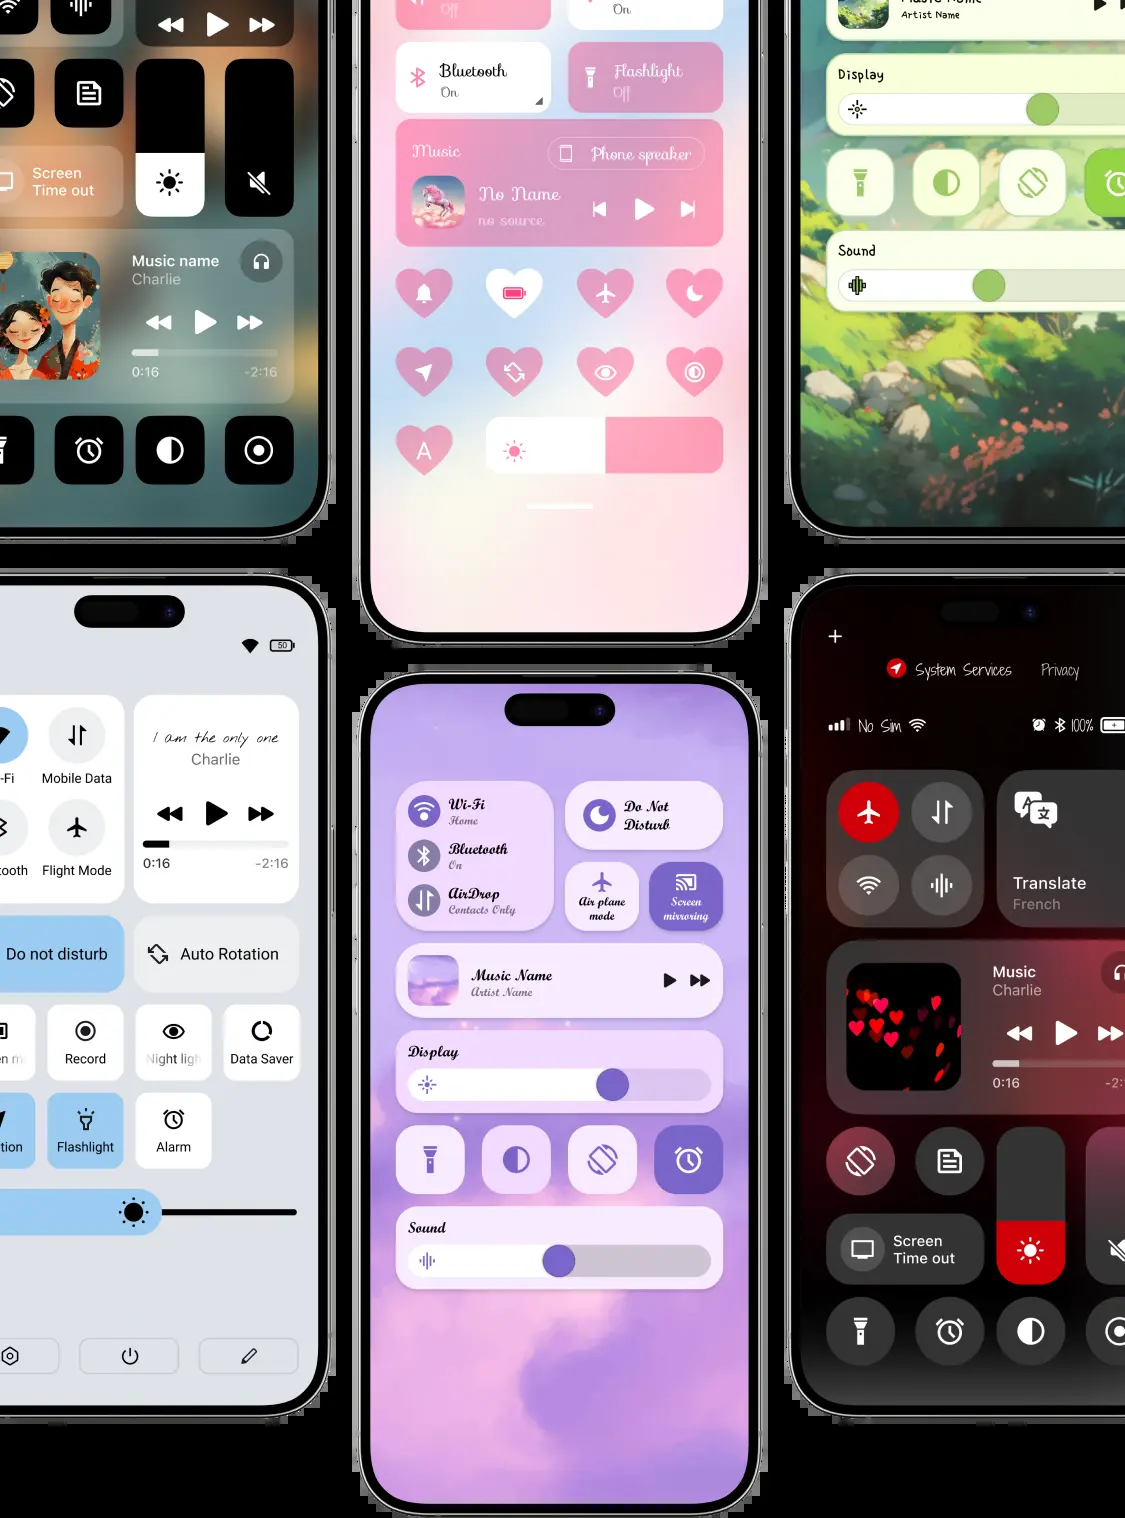 Screen
Time out
Music name
Charlie
0:16
-2:16
Off
On
Bluetooth
On
Flashlight
Off
Music
Phone speaker
No Name
no source
A
Artist Name
Display
Sound
50
-Fi
Mobile Data
ooth
Flight Mode
I am the only one
Charlie
0:16
-2:16
Do not disturb
Auto Rotation
Record
Night ligh
Data Saver
tion
Flashlight
Alarm
Wi-Fi
Home
Bluetooth
On
AirDrop
Contacts Only
Do Not
Disturb
Air plane
mode
Screen
mirroring
Music Name
Artist Name
Display
Sound
System Services
Privacy
No Sim
100%
Translate
French
Music
Charlie
0:16
-2:
Screen
Time out